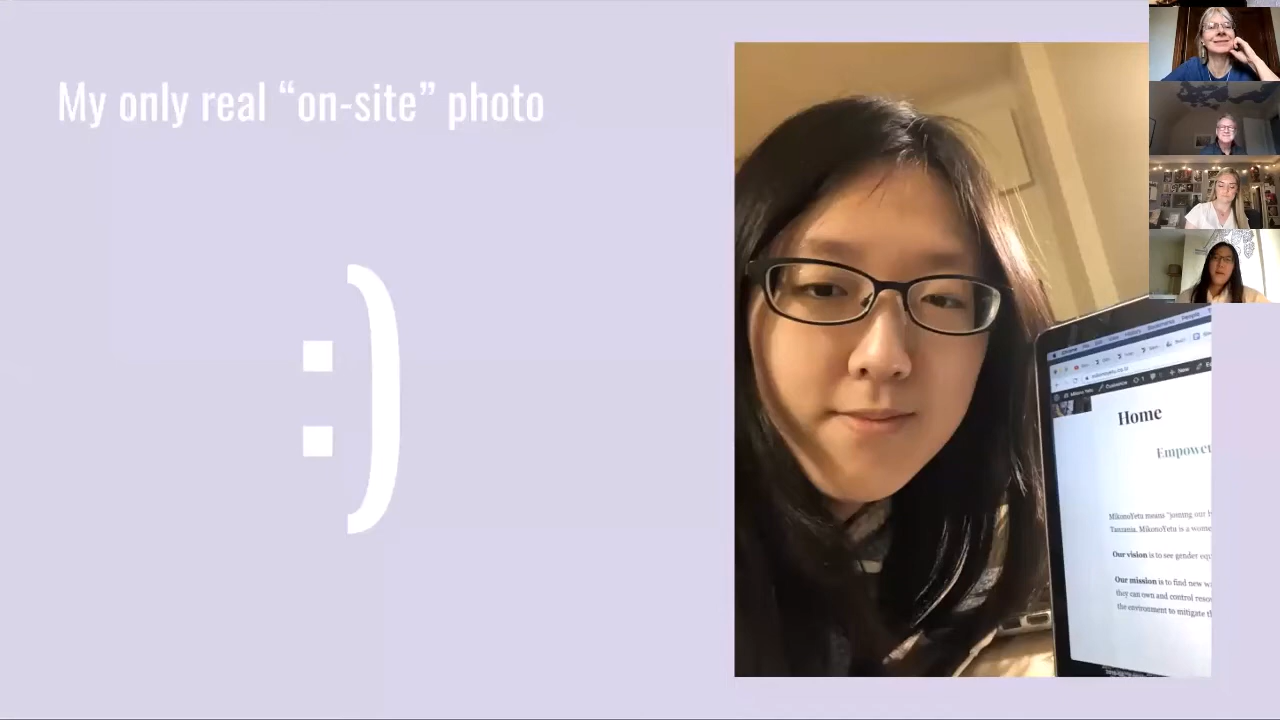 My only real “on-site” photo
:)
Home
Empower
MikonoYetu means "joining our h
Tanzania. MikonoYetu is a wome
Our vision is to see gender equ
Our mission is to find new w
they can own and control reso
the environment to mitigate th